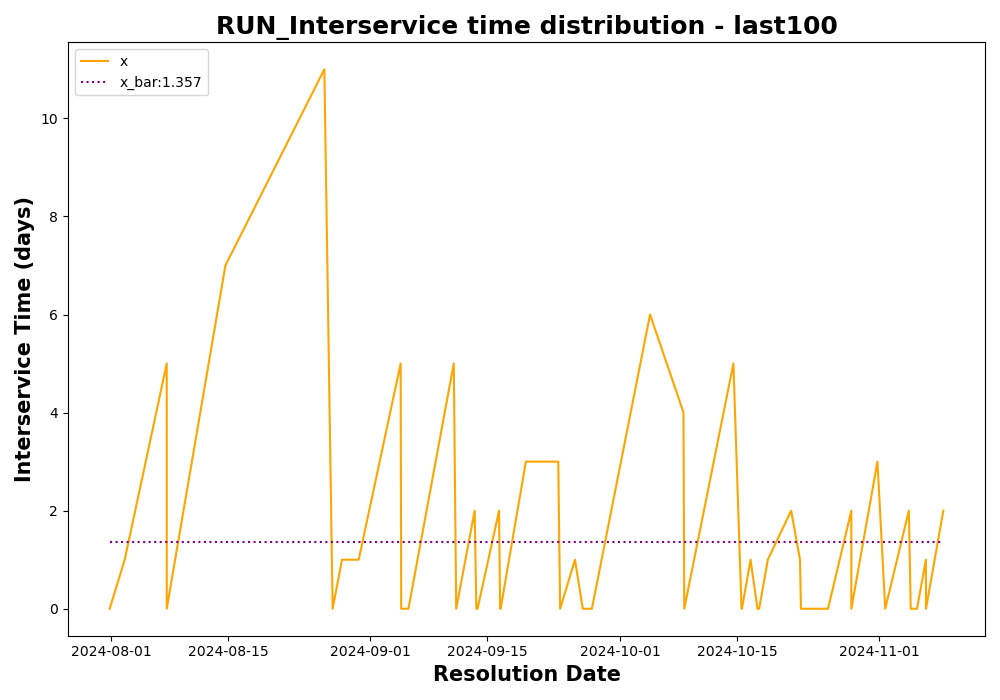 RUN_Interservice time distribution - last100
x
x_bar:1.357
Interservice Time (days)
10
8
6
4
2
0
2024-08-01 2024-08-15 2024-09-01 2024-09-15 2024-10-01 2024-10-15 2024-11-01
Resolution Date